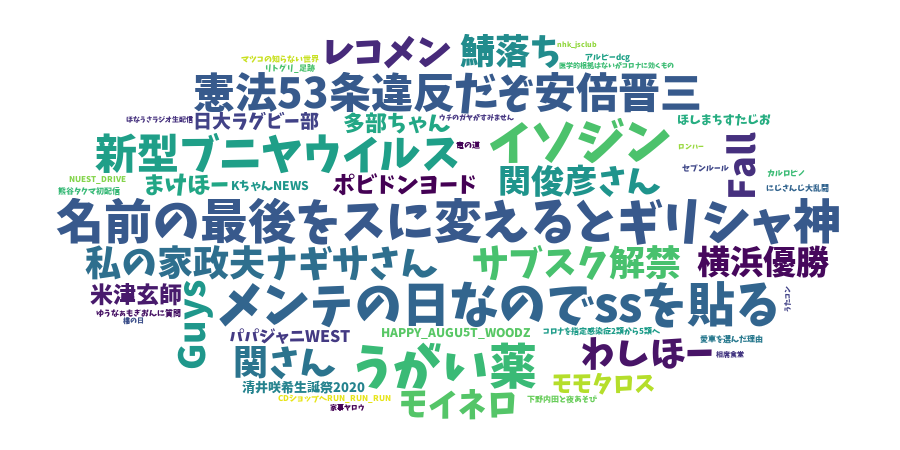 レコメン
鯖落ち
nhk_jsclub
マツコの知らない世界
リトグリ_足跡
アルピーdcg
医学的根拠はないがコロナに効くもの
憲法53条違反だぞ安倍晋三
ほなうさラジオ生配信
日大ラグビー部
多部ちゃん
ウチのガヤがすみません
ほしまちすたじお
新型ブニヤウイルス
竜の道
イソジン
ロンハー
Fall
NUEST_DRIVE
熊谷タクマ初配信
まけほー
KちゃんNEWS
ポビドンヨード
関俊彦さん
セブンルール
カルロピノ
にじさんじ大乱闘
名前の最後をスに変えるとギリシャ神
私の家政夫ナギサさん
サブスク解禁
横浜優勝
米津玄師
ゆうなぁもぎおんに質問
橋の日
Guys
メンテの日なのでssを貼る
うたコン
パパジャニWEST
HAPPY_AUGU5T_WOODZ
コロナを指定感染症2類から5類へ
愛車を選んだ理由
相席食堂
関さん
うがい薬
わしほー
清井咲希生誕祭2020
モモタロス
CDショップへRUN_RUN_RUN
家事ヤロウ
モイネロ
下野内田と夜あそび